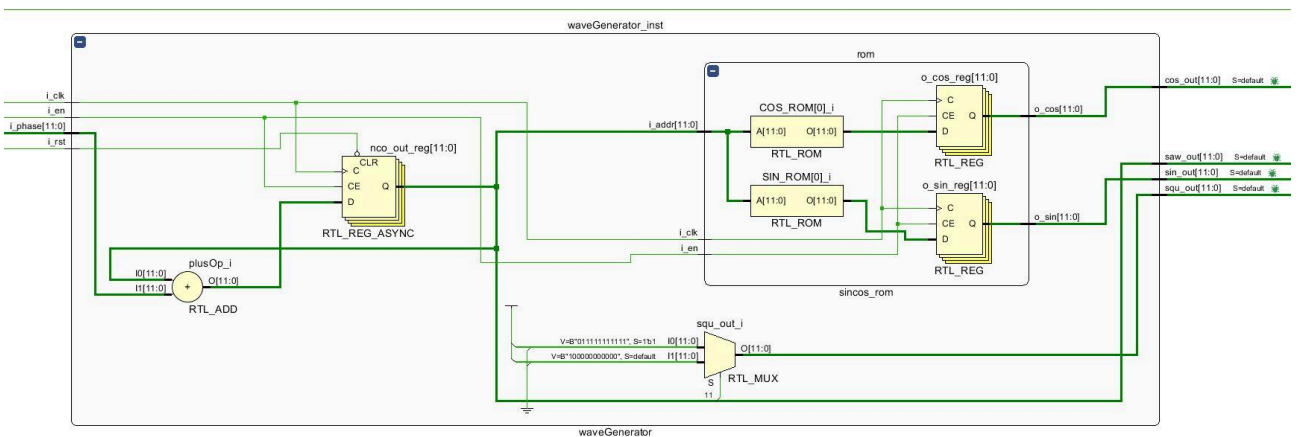 waveGenerator_inst
rom
i_clk
i_en
i_phase[11:0]
i_rst
nco_out_reg[11:0]
CLR
C
CE
Q
D
RTL_REG_ASYNC
plusOp_i
I0[11:0]
I1[11:0]
+
O[11:0]
RTL_ADD
i_addr[11:0]
COS_ROM[0]_i
A[11:0]
O[11:0]
RTL_ROM
SIN_ROM[0]_i
A[11:0]
O[11:0]
RTL_ROM
i_clk
i_en
o_cos_reg[11:0]
C
CE
Q
D
RTL_REG
o_sin_reg[11:0]
C
CE
Q
D
RTL_REG
o_cos[11:0]
o_sin[11:0]
sincos_rom
squ_out_i
V=B"011111111111", S=1'b1
I0[11:0]
V=B"100000000000", S=default
I1[11:0]
O[11:0]
S
RTL_MUX
11
cos_out[11:0] S=default
saw_out[11:0] S=default
sin_out[11:0] S=default
squ_out[11:0] S=default
waveGenerator